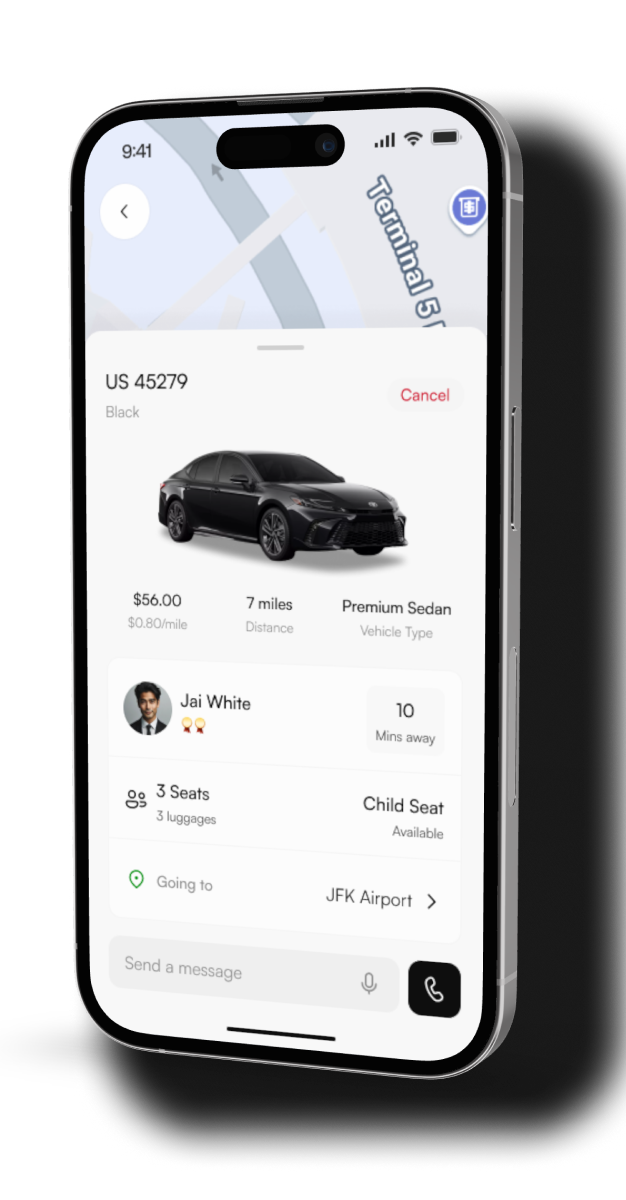 9:41
Terminal 5
US 45279
Cancel
Black
$56.00
7 miles
Premium Sedan
$0.80/mile
Distance
Vehicle Type
Jai White
10
Mins away
3 Seats
Child Seat
3 luggages
Available
Going to
JFK Airport
Send a message